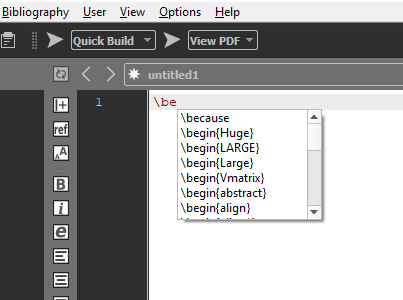 Bibliography User View Options Help
Quick Build View PDF
untitled1
1 \be
ref
A A
B
i
e
\because
\begin{Huge}
\begin{LARGE}
\begin{Large}
\begin{Vmatrix}
\begin{abstract}
\begin{align}